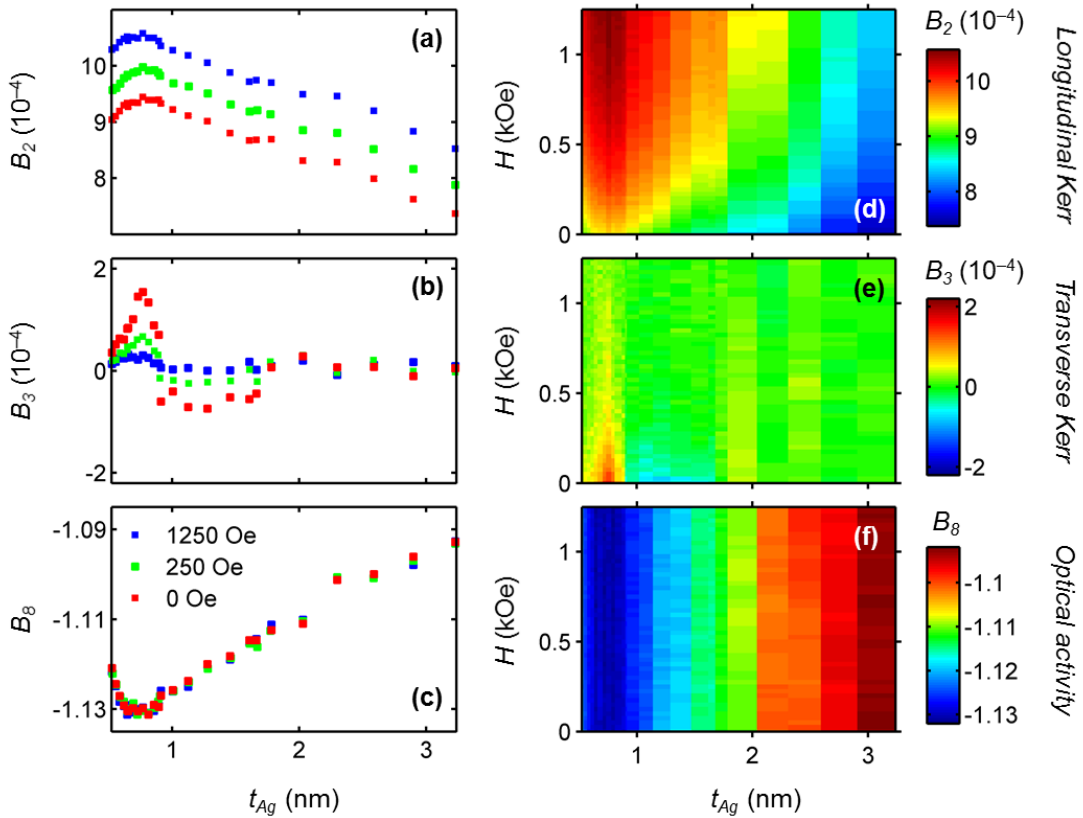 (a)
10
9
8
B2 (10-4)
(b)
2
0
-2
B3 (10-4)
1250 Oe
250 Oe
0 Oe
(c)
-1.09
-1.11
-1.13
B8
1 2 3
tAg (nm)
(d)
1
0.5
0
H (kOe)
B2 (10-4)
10
9
8
Longitudinal Kerr
(e)
1
0.5
0
H (kOe)
B3 (10-4)
2
1
0
-1
-2
Transverse Kerr
(f)
1
0.5
0
H (kOe)
1 2 3
tAg (nm)
B8
-1.1
-1.11
-1.12
-1.13
Optical activity